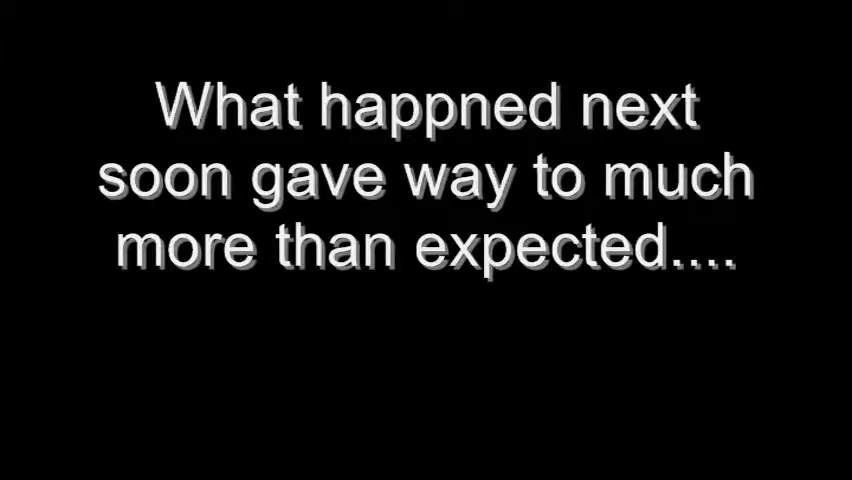 What happned next
soon gave way to much
more than expected....